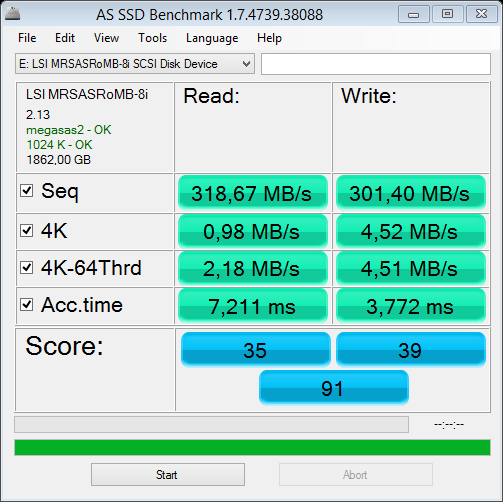 AS SSD Benchmark 1.7.4739.38088
File Edit View Tools Language Help
E: LSI MRSASRoMB-8i SCSI Disk Device
LSI MRSASRoMB-8i
2.13
megasas2 - OK
1024 K - OK
1862,00 GB
Read: Write:
Seq 318,67 MB/s 301,40 MB/s
4K 0,98 MB/s 4,52 MB/s
4K-64Thrd 2,18 MB/s 4,51 MB/s
Acc.time 7,211 ms 3,772 ms
Score: 35 39
91
--:--:--
Start Abort